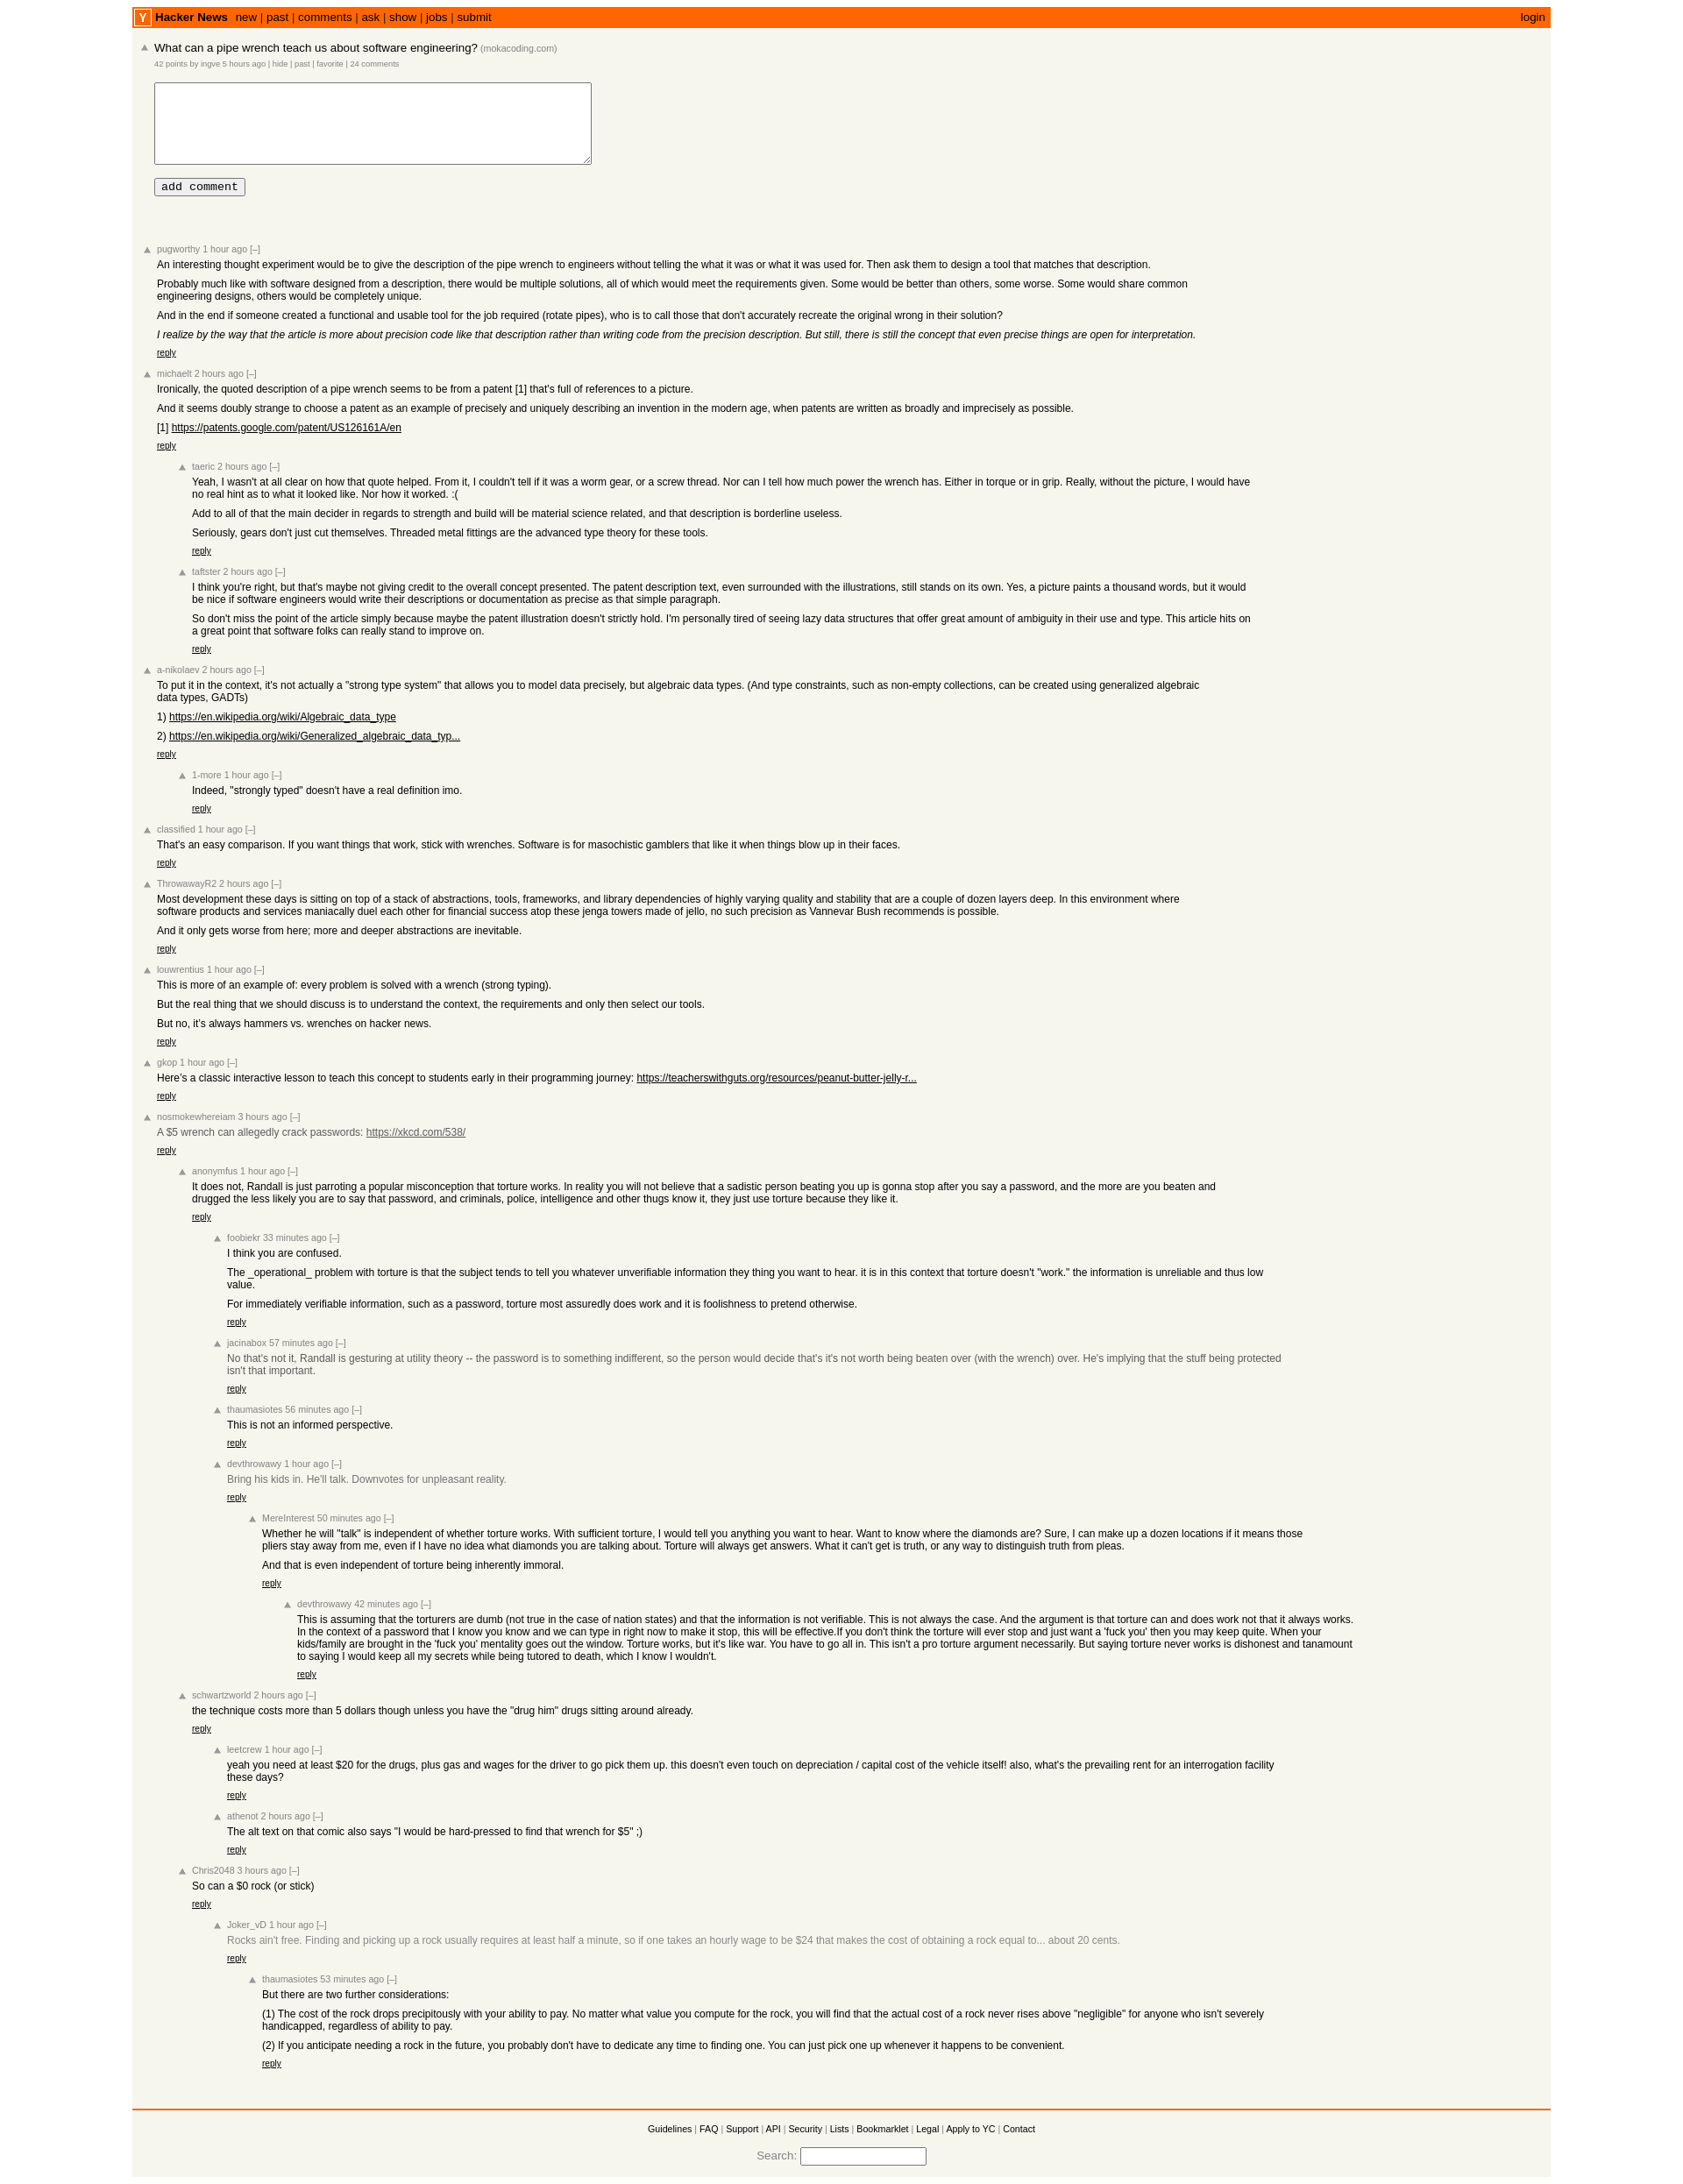 Y Hacker News new | past | comments | ask | show | jobs | submit login
What can a pipe wrench teach us about software engineering? (mokacoding.com)
42 points by ingve 5 hours ago | hide | past | favorite | 24 comments
add comment
pugworthy 1 hour ago [–]
An interesting thought experiment would be to give the description of the pipe wrench to engineers without telling the what it was or what it was used for. Then ask them to design a tool that matches that description.
Probably much like with software designed from a description, there would be multiple solutions, all of which would meet the requirements given. Some would be better than others, some worse. Some would share common
engineering designs, others would be completely unique.
And in the end if someone created a functional and usable tool for the job required (rotate pipes), who is to call those that don't accurately recreate the original wrong in their solution?
I realize by the way that the article is more about precision code like that description rather than writing code from the precision description. But still, there is still the concept that even precise things are open for interpretation.
reply
michaelt 2 hours ago [–]
Ironically, the quoted description of a pipe wrench seems to be from a patent [1] that's full of references to a picture.
And it seems doubly strange to choose a patent as an example of precisely and uniquely describing an invention in the modern age, when patents are written as broadly and imprecisely as possible.
[1] https://patents.google.com/patent/US126161A/en
reply
taeric 2 hours ago [–]
Yeah, I wasn't at all clear on how that quote helped. From it, I couldn't tell if it was a worm gear, or a screw thread. Nor can I tell how much power the wrench has. Either in torque or in grip. Really, without the picture, I would have
no real hint as to what it looked like. Nor how it worked. :(
Add to all of that the main decider in regards to strength and build will be material science related, and that description is borderline useless.
Seriously, gears don't just cut themselves. Threaded metal fittings are the advanced type theory for these tools.
reply
taftster 2 hours ago [–]
I think you're right, but that's maybe not giving credit to the overall concept presented. The patent description text, even surrounded with the illustrations, still stands on its own. Yes, a picture paints a thousand words, but it would
be nice if software engineers would write their descriptions or documentation as precise as that simple paragraph.
So don't miss the point of the article simply because maybe the patent illustration doesn't strictly hold. I'm personally tired of seeing lazy data structures that offer great amount of ambiguity in their use and type. This article hits on
a great point that software folks can really stand to improve on.
reply
a-nikolaev 2 hours ago [–]
To put it in the context, it's not actually a "strong type system" that allows you to model data precisely, but algebraic data types. (And type constraints, such as non-empty collections, can be created using generalized algebraic
data types, GADTs)
1) https://en.wikipedia.org/wiki/Algebraic_data_type
2) https://en.wikipedia.org/wiki/Generalized_algebraic_data_typ...
reply
1-more 1 hour ago [–]
Indeed, "strongly typed" doesn't have a real definition imo.
reply
classified 1 hour ago [–]
That's an easy comparison. If you want things that work, stick with wrenches. Software is for masochistic gamblers that like it when things blow up in their faces.
reply
ThrowawayR2 2 hours ago [–]
Most development these days is sitting on top of a stack of abstractions, tools, frameworks, and library dependencies of highly varying quality and stability that are a couple of dozen layers deep. In this environment where
software products and services maniacally duel each other for financial success atop these jenga towers made of jello, no such precision as Vannevar Bush recommends is possible.
And it only gets worse from here; more and deeper abstractions are inevitable.
reply
louwrentius 1 hour ago [–]
This is more of an example of: every problem is solved with a wrench (strong typing).
But the real thing that we should discuss is to understand the context, the requirements and only then select our tools.
But no, it's always hammers vs. wrenches on hacker news.
reply
gkop 1 hour ago [–]
Here's a classic interactive lesson to teach this concept to students early in their programming journey: https://teacherswithguts.org/resources/peanut-butter-jelly-r...
reply
nosmokewhereiam 3 hours ago [–]
A $5 wrench can allegedly crack passwords: https://xkcd.com/538/
reply
anonymfus 1 hour ago [–]
It does not, Randall is just parroting a popular misconception that torture works. In reality you will not believe that a sadistic person beating you up is gonna stop after you say a password, and the more are you beaten and
drugged the less likely you are to say that password, and criminals, police, intelligence and other thugs know it, they just use torture because they like it.
reply
foobiekr 33 minutes ago [–]
I think you are confused.
The _operational_ problem with torture is that the subject tends to tell you whatever unverifiable information they thing you want to hear. it is in this context that torture doesn't "work." the information is unreliable and thus low
value.
For immediately verifiable information, such as a password, torture most assuredly does work and it is foolishness to pretend otherwise.
reply
jacinabox 57 minutes ago [–]
No that's not it, Randall is gesturing at utility theory -- the password is to something indifferent, so the person would decide that's it's not worth being beaten over (with the wrench) over. He's implying that the stuff being protected
isn't that important.
reply
thaumasiotes 56 minutes ago [–]
This is not an informed perspective.
reply
devthrowawy 1 hour ago [–]
Bring his kids in. He'll talk. Downvotes for unpleasant reality.
reply
MereInterest 50 minutes ago [–]
Whether he will "talk" is independent of whether torture works. With sufficient torture, I would tell you anything you want to hear. Want to know where the diamonds are? Sure, I can make up a dozen locations if it means those
pliers stay away from me, even if I have no idea what diamonds you are talking about. Torture will always get answers. What it can't get is truth, or any way to distinguish truth from pleas.
And that is even independent of torture being inherently immoral.
reply
devthrowawy 42 minutes ago [–]
This is assuming that the torturers are dumb (not true in the case of nation states) and that the information is not verifiable. This is not always the case. And the argument is that torture can and does work not that it always works.
In the context of a password that I know you know and we can type in right now to make it stop, this will be effective.If you don't think the torture will ever stop and just want a 'fuck you' then you may keep quite. When your
kids/family are brought in the 'fuck you' mentality goes out the window. Torture works, but it's like war. You have to go all in. This isn't a pro torture argument necessarily. But saying torture never works is dishonest and tanamount
to saying I would keep all my secrets while being tutored to death, which I know I wouldn't.
reply
schwartzworld 2 hours ago [–]
the technique costs more than 5 dollars though unless you have the "drug him" drugs sitting around already.
reply
leetcrew 1 hour ago [–]
yeah you need at least $20 for the drugs, plus gas and wages for the driver to go pick them up. this doesn't even touch on depreciation / capital cost of the vehicle itself! also, what's the prevailing rent for an interrogation facility
these days?
reply
athenot 2 hours ago [–]
The alt text on that comic also says "I would be hard-pressed to find that wrench for $5" ;)
reply
Chris2048 3 hours ago [–]
So can a $0 rock (or stick)
reply
Joker_vD 1 hour ago [–]
Rocks ain't free. Finding and picking up a rock usually requires at least half a minute, so if one takes an hourly wage to be $24 that makes the cost of obtaining a rock equal to... about 20 cents.
reply
thaumasiotes 53 minutes ago [–]
But there are two further considerations:
(1) The cost of the rock drops precipitously with your ability to pay. No matter what value you compute for the rock, you will find that the actual cost of a rock never rises above "negligible" for anyone who isn't severely
handicapped, regardless of ability to pay.
(2) If you anticipate needing a rock in the future, you probably don't have to dedicate any time to finding one. You can just pick one up whenever it happens to be convenient.
reply
Guidelines | FAQ | Support | API | Security | Lists | Bookmarklet | Legal | Apply to YC | Contact
Search: